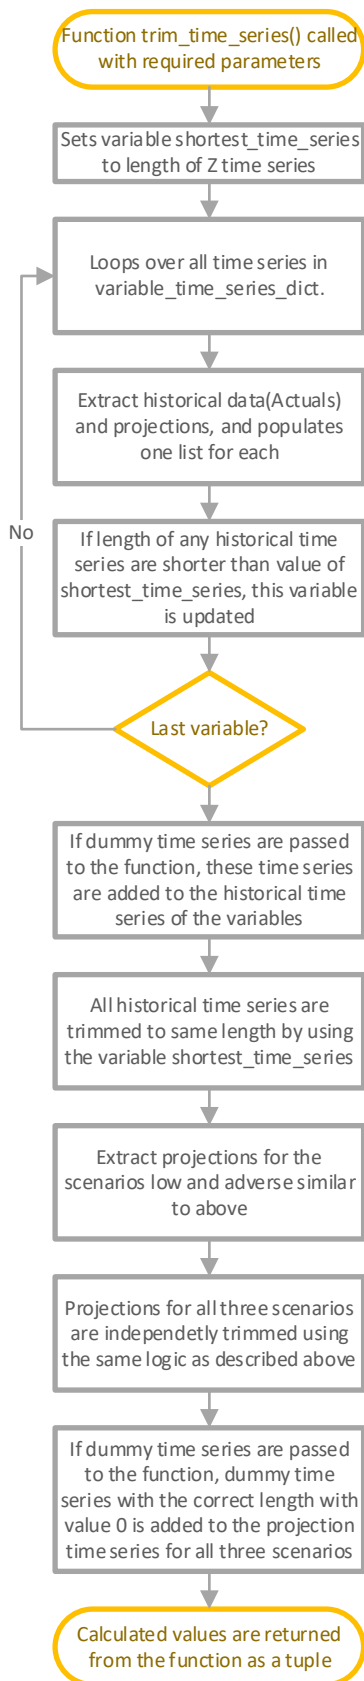 Function trim_time_series() called
with required parameters
Sets variable shortest_time_series
to length of Z time series
Loops over all time series in
variable_time_series_dict.
Extract historical data(Actuals)
and projections, and populates
one list for each
No
If length of any historical time
series are shorter than value of
shortest_time_series, this variable
is updated
Last variable?
If dummy time series are passed
to the function, these time series
are added to the historical time
series of the variables
All historical time series are
trimmed to same length by using
the variable shortest_time_series
Extract projections for the
scenarios low and adverse similar
to above
Projections for all three scenarios
are independetly trimmed using
the same logic as described above
If dummy time series are passed
to the function, dummy time
series with the correct length with
value 0 is added to the projection
time series for all three scenarios
Calculated values are returned
from the function as a tuple